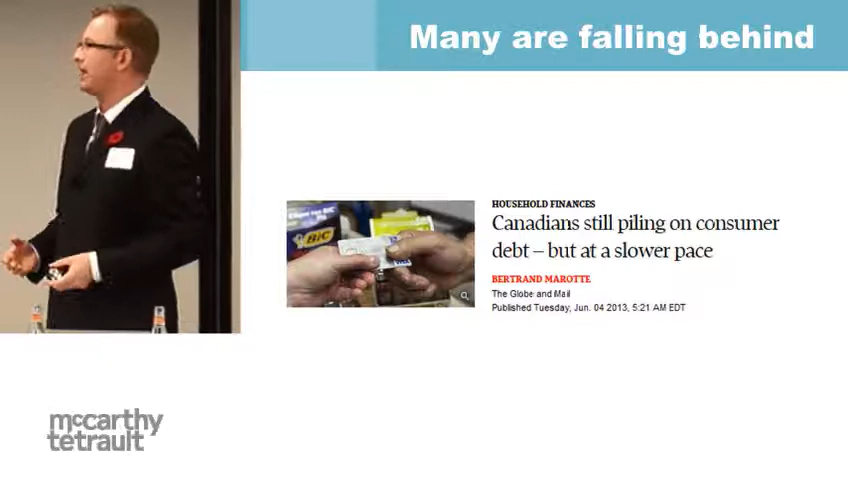 Many are falling behind
HOUSEHOLD FINANCES
Canadians still piling on consumer
debt – but at a slower pace
BERTRAND MAROTTE
The Globe and Mail
Published Tuesday, Jun. 04 2013, 5:21 AM EDT
BIC
VISA
mccarthy
tetrault